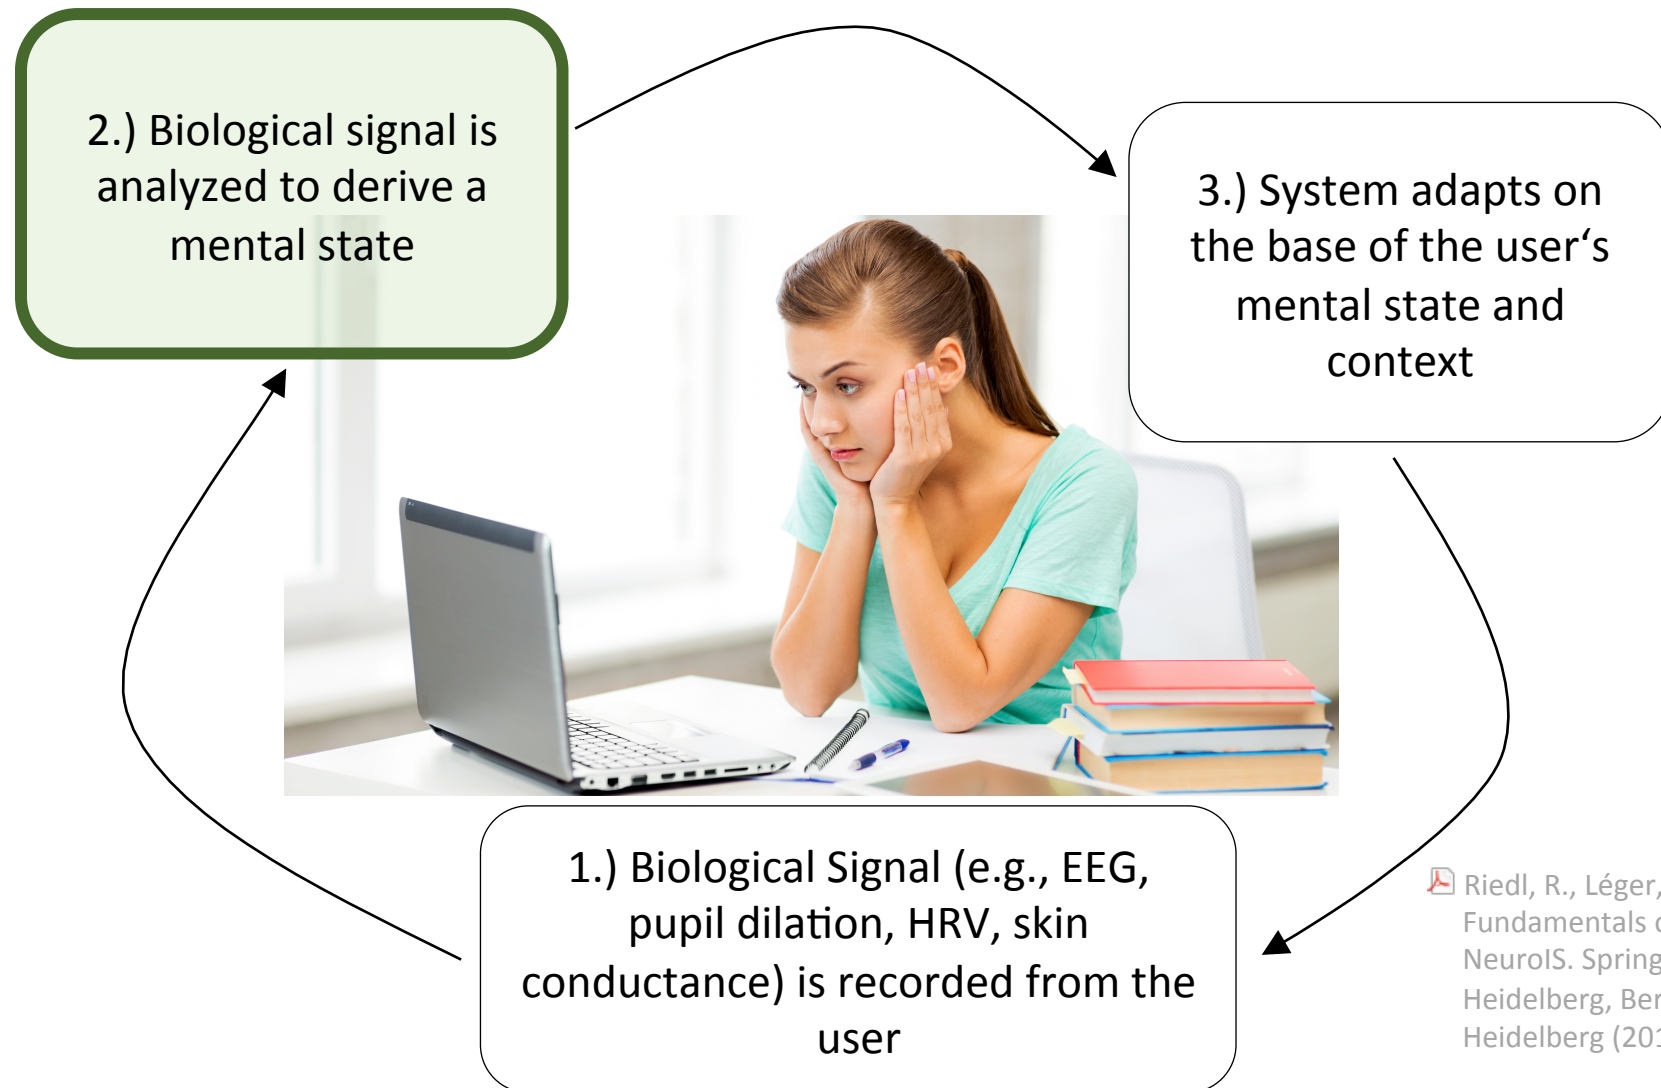 2.) Biological signal is
analyzed to derive a
mental state
3.) System adapts on
the base of the user‘s
mental state and
context
1.) Biological Signal (e.g., EEG,
pupil dilation, HRV, skin
conductance) is recorded from the
user
Riedl, R., Léger,
Fundamentals
NeuroIS.
Heidelberg,
Heidelberg